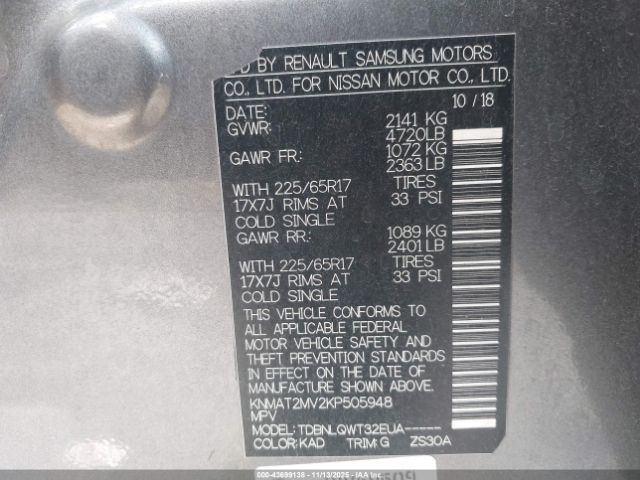 BY RENAULT SAMSUNG MOTORS
CO., LTD. FOR NISSAN MOTOR CO., LTD.
DATE: 10 / 18
GVWR: 2141 KG
4720LB
GAWR FR: 1072 KG
2363 LB
WITH 225/65R17 TIRES
17X7J RIMS AT 33 PSI
COLD SINGLE
GAWR RR: 1089 KG
2401 LB
WITH 225/65R17 TIRES
17X7J RIMS AT 33 PSI
COLD SINGLE
THIS VEHICLE CONFORMS TO
ALL APPLICABLE FEDERAL
MOTOR VEHICLE SAFETY AND
THEFT PREVENTION STANDARDS
IN EFFECT ON THE DATE OF
MANUFACTURE SHOWN ABOVE.
KNMAT2MV2KP505948
MPV
MODEL: TDBNLQWT32EUA-----
COLOR: KAD TRIM: G ZS30A
000-43699138 - 11/13/2025 - IAAI.COM